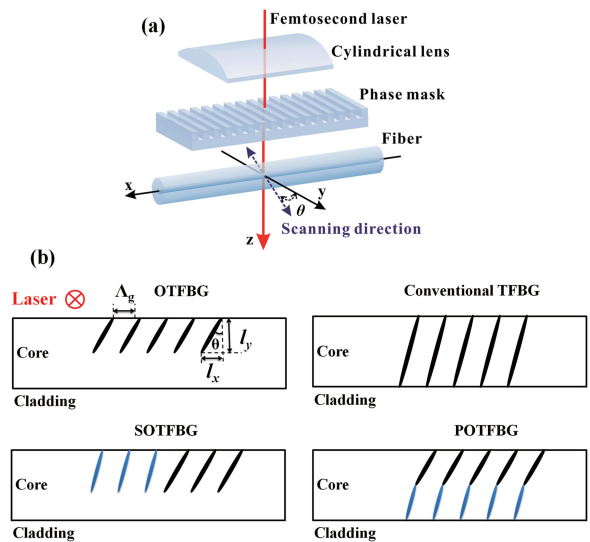 (a)
Femtosecond laser
Cylindrical lens
Phase mask
Fiber
x
y
θ
Scanning direction
z
(b)
Laser
Λg
OTFBG
Core
θ
ly
lx
Cladding
Conventional TFBG
Core
Cladding
SOTFBG
Core
Cladding
POTFBG
Core
Cladding